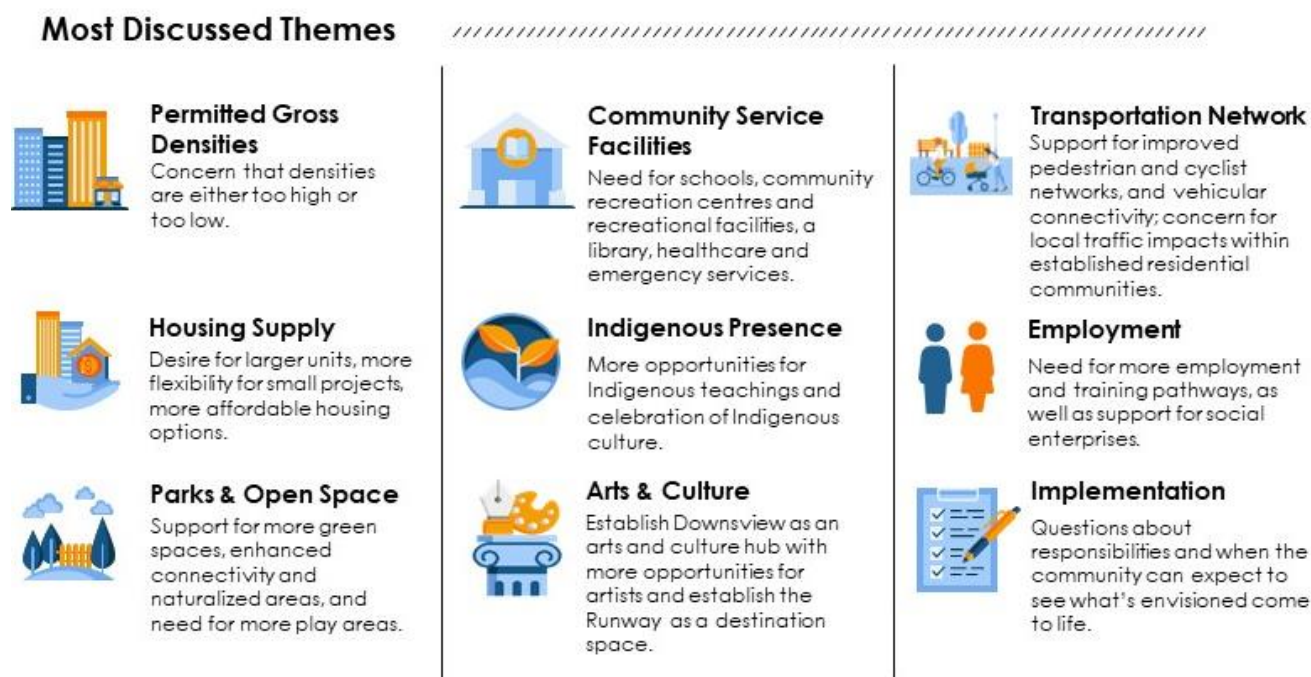 Most Discussed Themes
Permitted Gross
Densities
Concern that densities
are either too high or
too low.
Housing Supply
Desire for larger units, more
flexibility for small projects,
more affordable housing
options.
Parks & Open Space
Support for more green
spaces, enhanced
connectivity and
naturalized areas, and
need for more play areas.
Community Service
Facilities
Need for schools, community
recreation centres and
recreational facilities, a
library, healthcare and
emergency services.
Indigenous Presence
More opportunities for
Indigenous teachings and
celebration of Indigenous
culture.
Arts & Culture
Establish Downsview as an
arts and culture hub with
more opportunities for
artists and establish the
Runway as a destination
space.
Transportation Network
Support for improved
pedestrian and cyclist
networks, and vehicular
connectivity; concern for
local traffic impacts within
established residential
communities.
Employment
Need for more employment
and training pathways, as
well as support for social
enterprises.
Implementation
Questions about
responsibilities and when the
community can expect to
see what's envisioned come
to life.